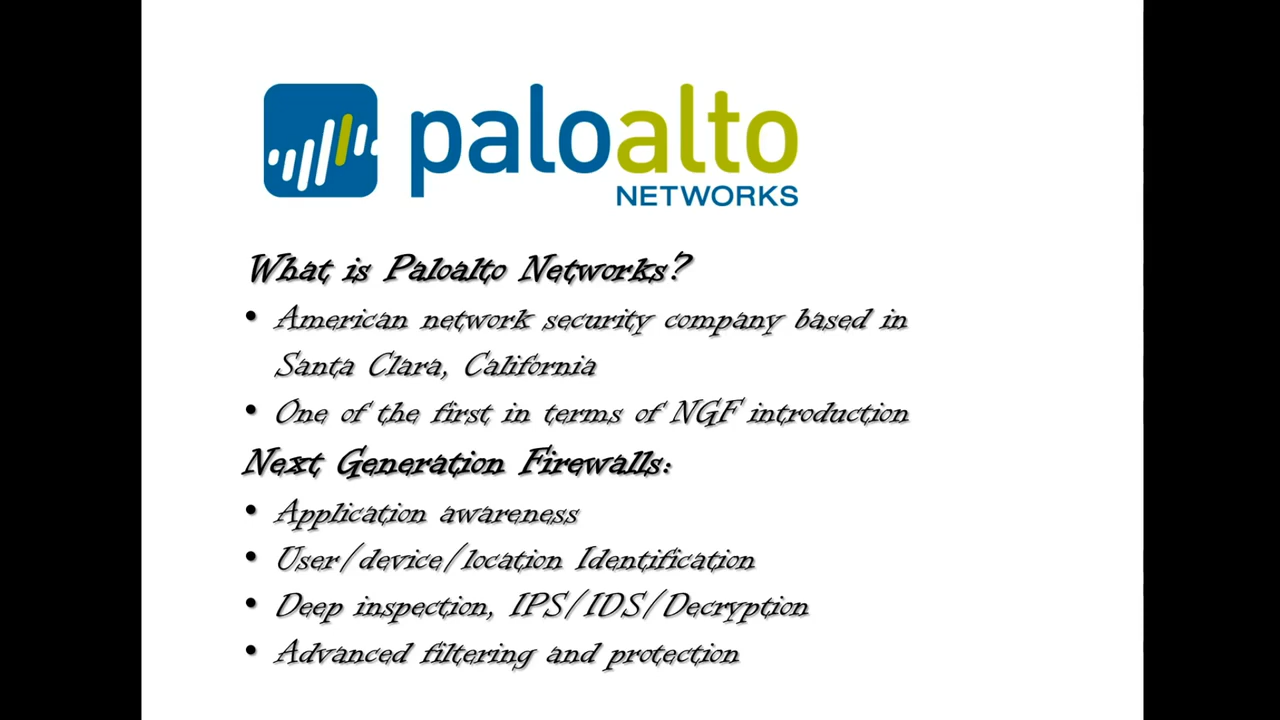 paloalto
NETWORKS
What is Paloalto Networks?
• American network security company based in
Santa Clara, California
• One of the first in terms of NGF introduction
Next Generation Firewalls:
• Application awareness
• User/device/location Identification
• Deep inspection, IPS/IDS/Decryption
• Advanced filtering and protection